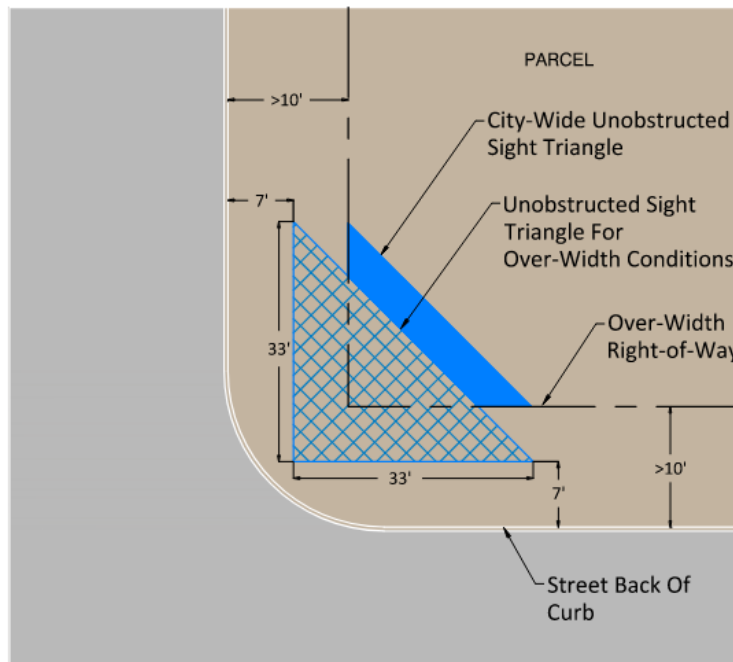 PARCEL
>10'
City-Wide Unobstructed
Sight Triangle
7'
Unobstructed Sight
Triangle For
Over-Width Conditions
Over-Width
Right-of-Way
33'
33'
7'
>10'
Street Back Of
Curb